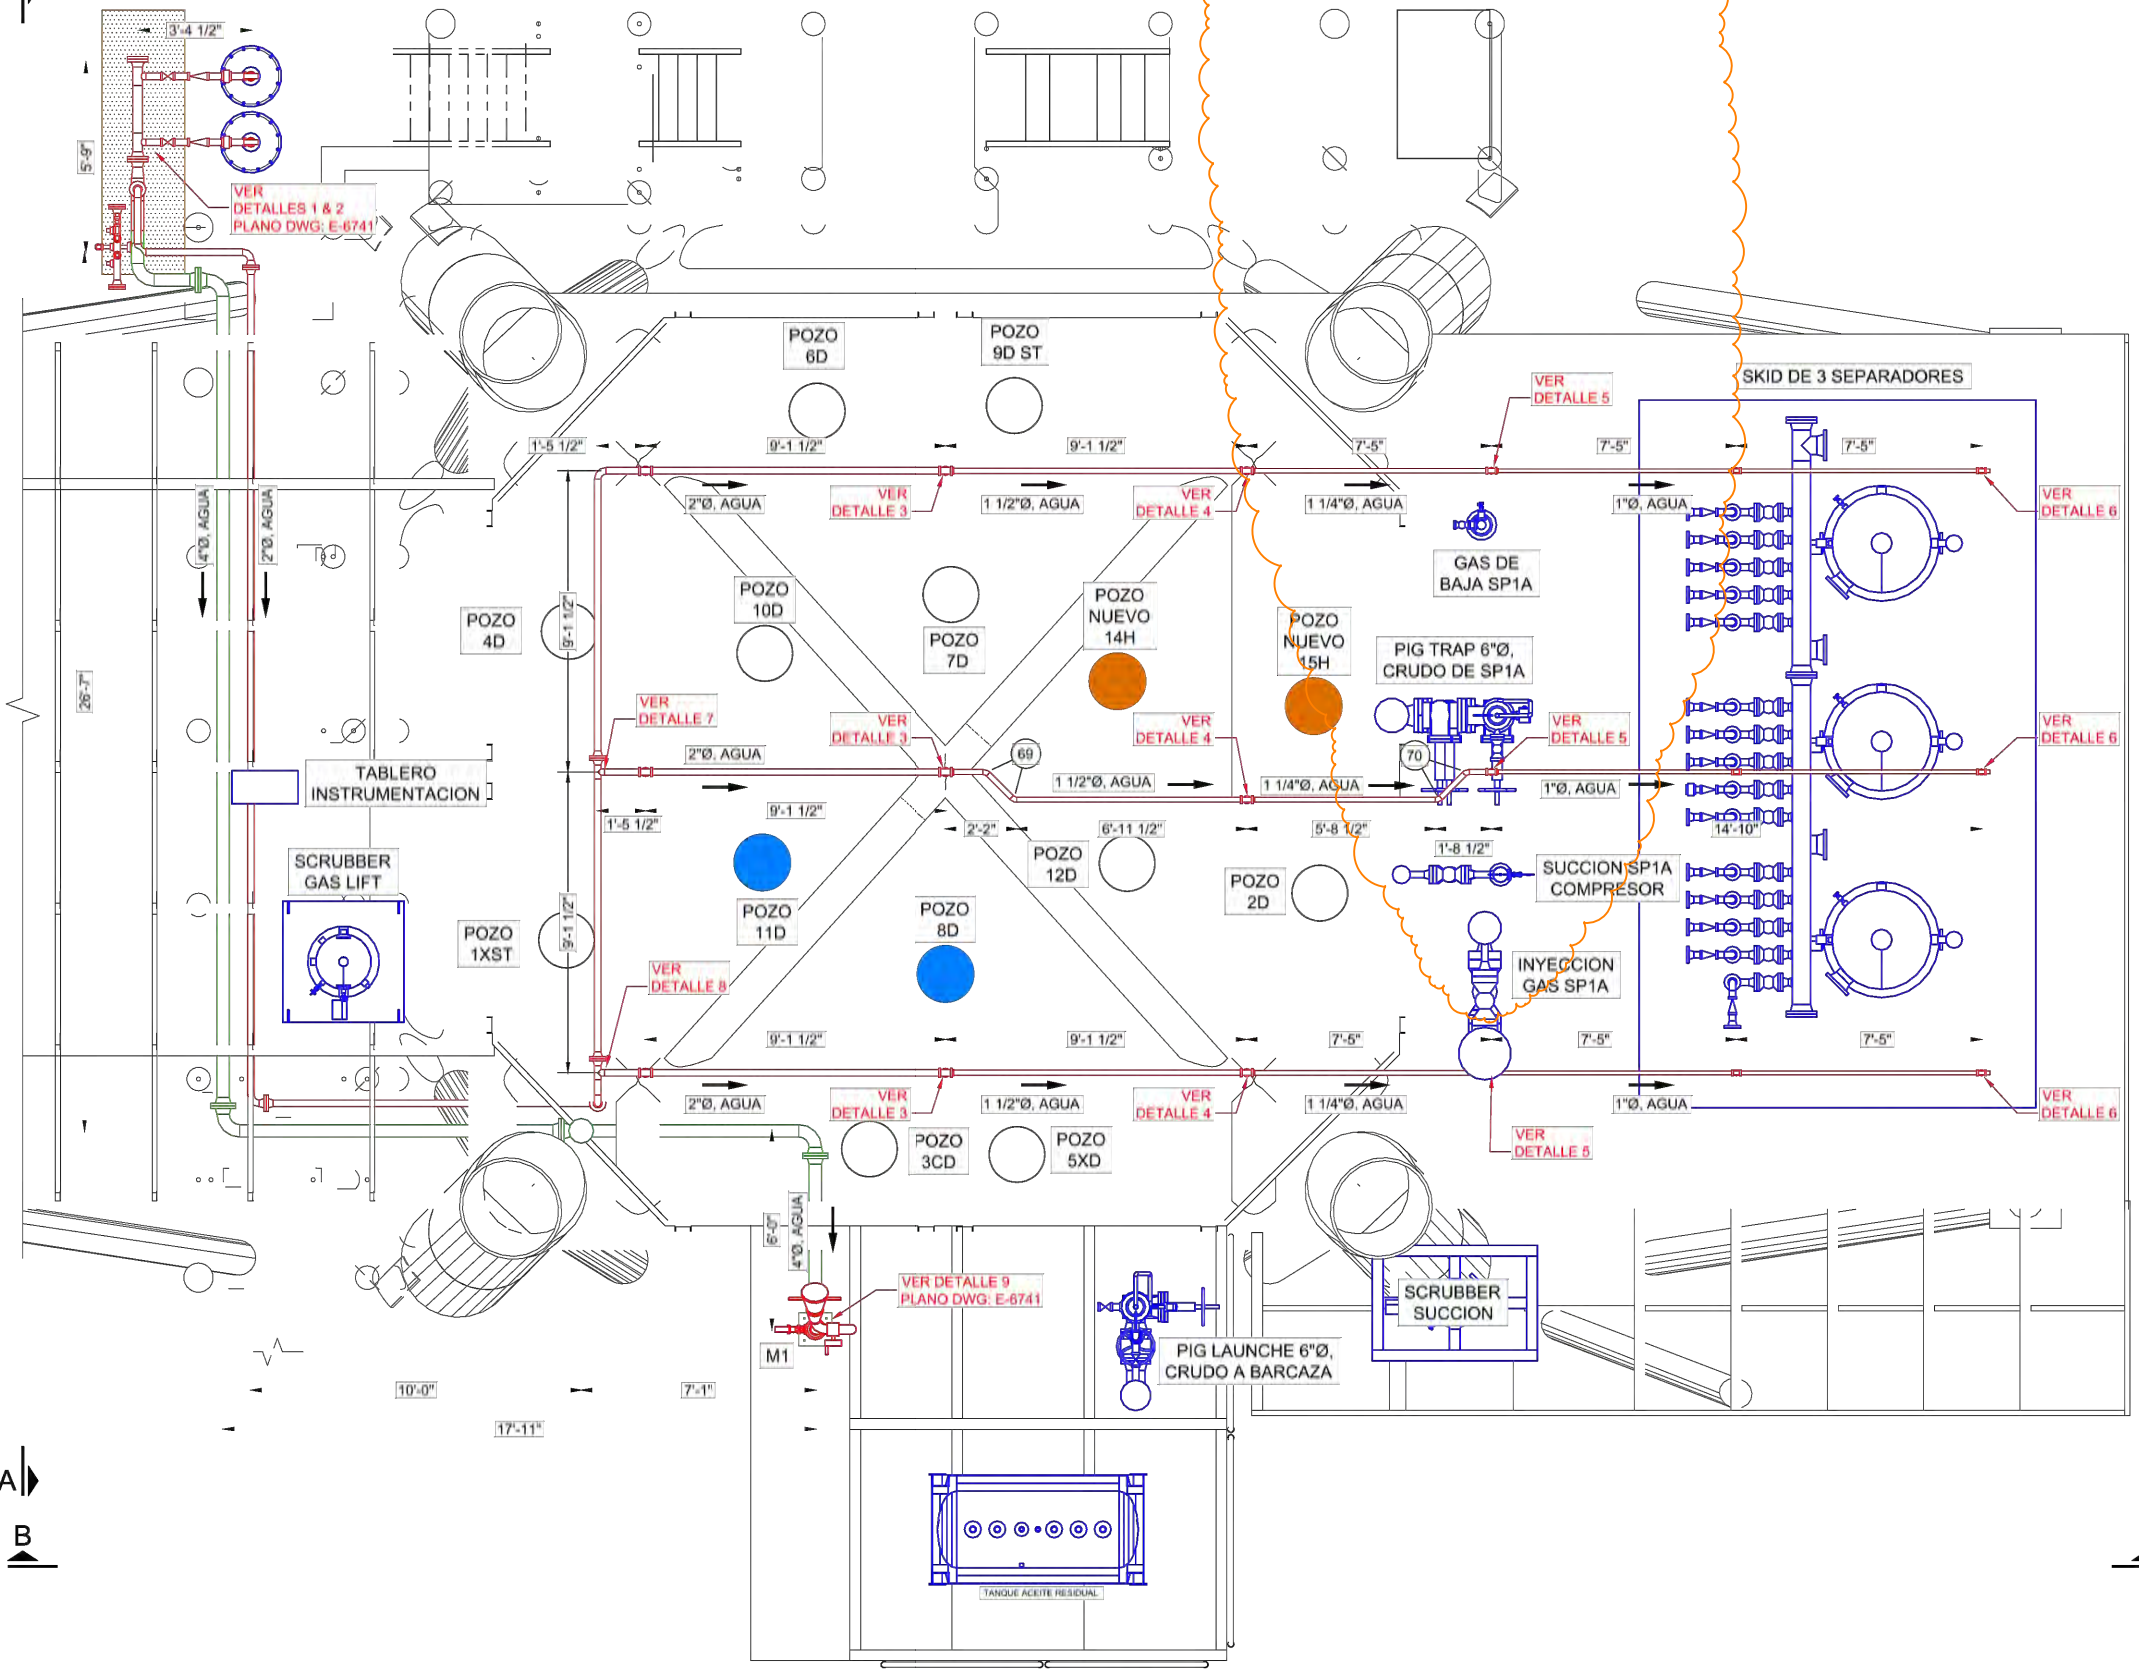 3'-4 1/2"
5'-9"
VER
DETALLES 1 & 2
PLANO DWG: E-6741
POZO
6D
POZO
9D ST
VER
DETALLE 5
SKID DE 3 SEPARADORES
1'-5 1/2"
9'-1 1/2"
9'-1 1/2"
7'-5"
7'-5"
7'-5"
4"Ø, AGUA
2"Ø, AGUA
2"Ø, AGUA
VER
DETALLE 3
1 1/2"Ø, AGUA
VER
DETALLE 4
1 1/4"Ø, AGUA
1"Ø, AGUA
VER
DETALLE 6
GAS DE
BAJA SP1A
POZO
4D
9'-1 1/2"
POZO
10D
POZO
7D
POZO
NUEVO
14H
POZO
NUEVO
15H
PIG TRAP 6"Ø,
CRUDO DE SP1A
26'-7"
VER
DETALLE 7
VER
DETALLE 3
VER
DETALLE 4
VER
DETALLE 5
VER
DETALLE 6
2"Ø, AGUA
69
70
TABLERO
INSTRUMENTACION
1 1/2"Ø, AGUA
1 1/4"Ø, AGUA
1"Ø, AGUA
9'-1 1/2"
1'-5 1/2"
2'-2"
6'-11 1/2"
5'-8 1/2"
14'-10"
1'-8 1/2"
SCRUBBER
GAS LIFT
POZO
12D
POZO
2D
SUCCION SP1A
COMPRESOR
POZO
1XST
9'-1 1/2"
POZO
11D
POZO
8D
VER
DETALLE 8
INYECCION
GAS SP1A
9'-1 1/2"
9'-1 1/2"
7'-5"
7'-5"
7'-5"
2"Ø, AGUA
VER
DETALLE 3
1 1/2"Ø, AGUA
VER
DETALLE 4
1 1/4"Ø, AGUA
1"Ø, AGUA
VER
DETALLE 6
POZO
3CD
POZO
5XD
VER
DETALLE 5
6'-0"
4"Ø, AGUA
VER DETALLE 9
PLANO DWG: E-6741
M1
SCRUBBER
SUCCION
PIG LAUNCHE 6"Ø,
CRUDO A BARCAZA
10'-0"
7'-1"
17'-11"
A
B
TANQUE ACEITE RESIDUAL